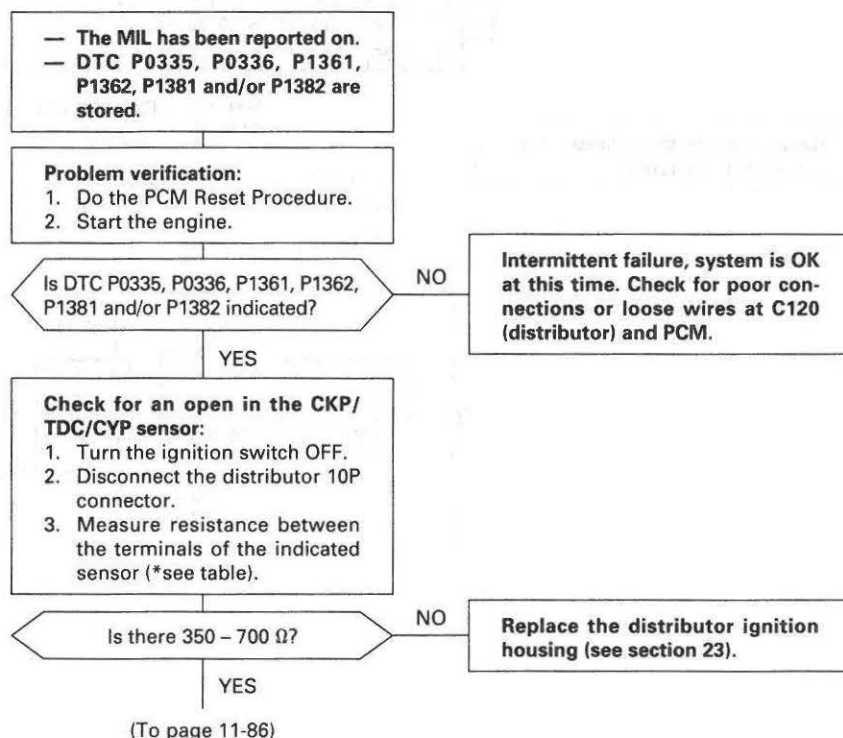 — The MIL has been reported on.
— DTC P0335, P0336, P1361,
P1362, P1381 and/or P1382 are
stored.
Problem verification:
1. Do the PCM Reset Procedure.
2. Start the engine.
Is DTC P0335, P0336, P1361, P1362,
P1381 and/or P1382 indicated?
NO
Intermittent failure, system is OK
at this time. Check for poor con-
nections or loose wires at C120
(distributor) and PCM.
YES
Check for an open in the CKP/
TDC/CYP sensor:
1. Turn the ignition switch OFF.
2. Disconnect the distributor 10P
connector.
3. Measure resistance between
the terminals of the indicated
sensor (*see table).
Is there 350 – 700 Ω?
NO
Replace the distributor ignition
housing (see section 23).
YES
(To page 11-86)